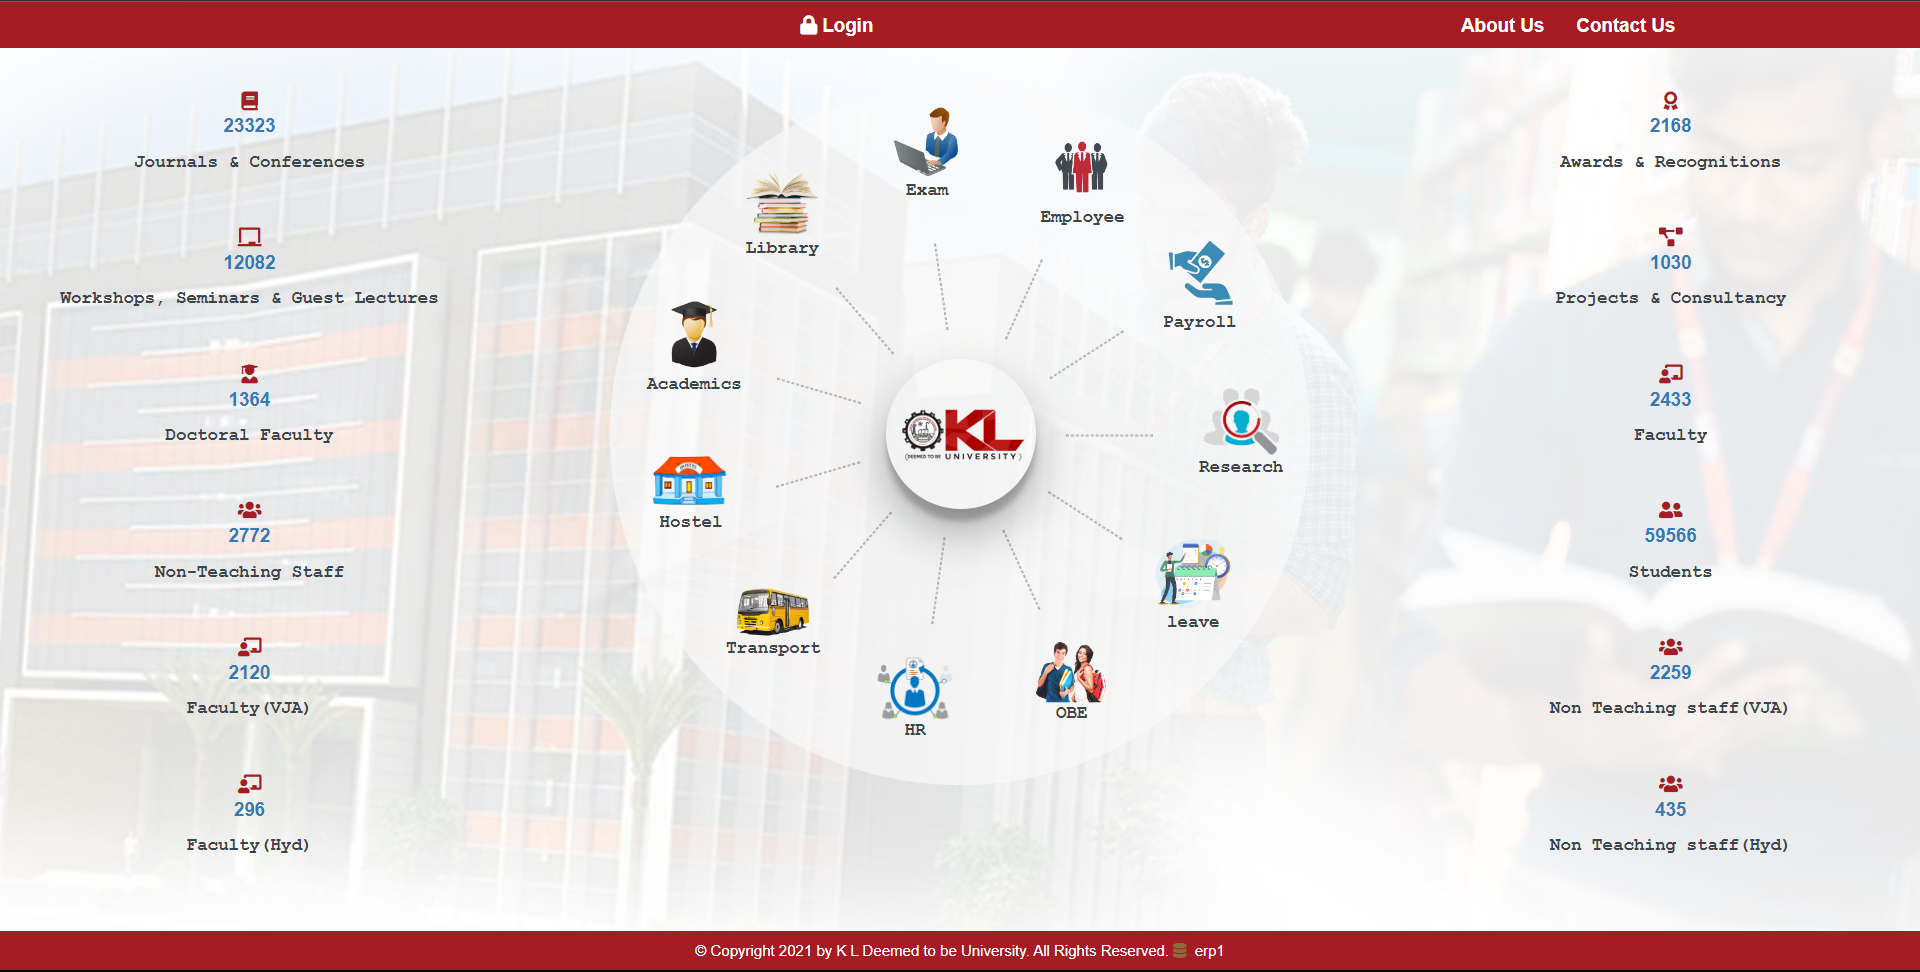 Login
About Us
Contact Us
23323
Journals & Conferences
12082
Workshops, Seminars & Guest Lectures
1364
Doctoral Faculty
2772
Non-Teaching Staff
2120
Faculty(VJA)
296
Faculty(Hyd)
Exam
Employee
Library
Payroll
Academics
Research
Hostel
leave
Transport
OBE
HR
KL
(DEEMED TO BE UNIVERSITY)
2168
Awards & Recognitions
1030
Projects & Consultancy
2433
Faculty
59566
Students
2259
Non Teaching staff(VJA)
435
Non Teaching staff(Hyd)
© Copyright 2021 by K L Deemed to be University. All Rights Reserved. erp1